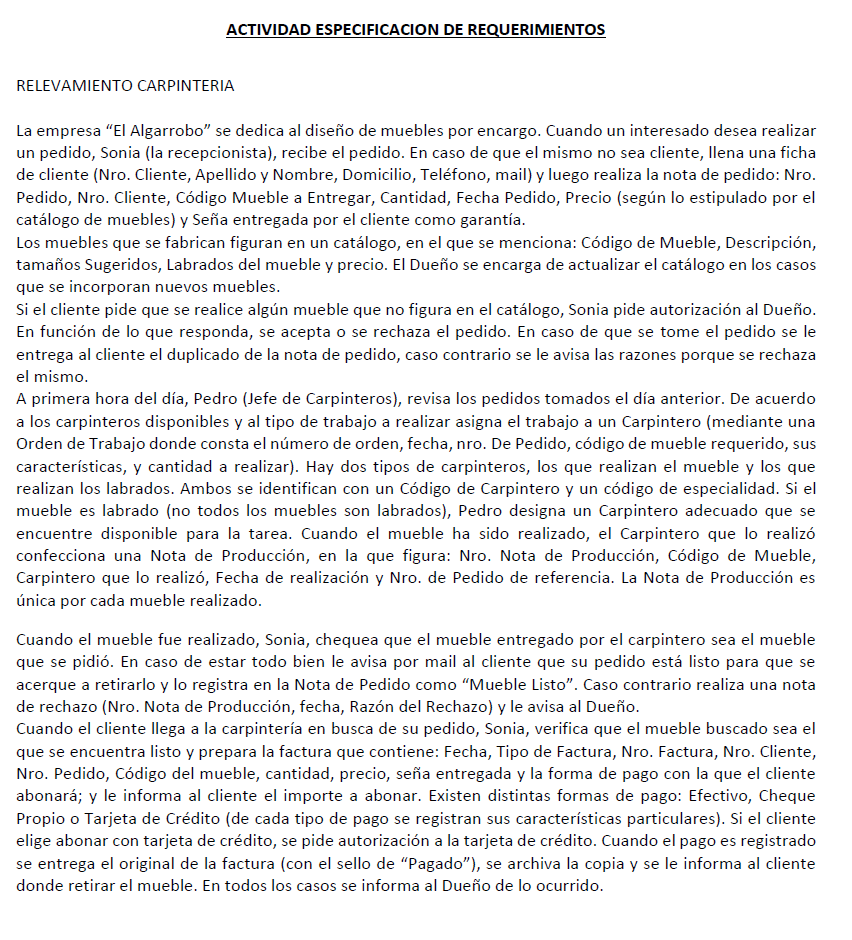 ACTIVIDAD ESPECIFICACION DE REQUERIMIENTOS
RELEVAMIENTO CARPINTERIA
La empresa “El Algarrobo” se dedica al diseño de muebles por encargo. Cuando un interesado desea realizar
un pedido, Sonia (la recepcionista), recibe el pedido. En caso de que el mismo no sea cliente, llena una ficha
de cliente (Nro. Cliente, Apellido y Nombre, Domicilio, Teléfono, mail) y luego realiza la nota de pedido: Nro.
Pedido, Nro. Cliente, Código Mueble a Entregar, Cantidad, Fecha Pedido, Precio (según lo estipulado por el
catálogo de muebles) y Seña entregada por el cliente como garantía.
Los muebles que se fabrican figuran en un catálogo, en el que se menciona: Código de Mueble, Descripción,
tamaños Sugeridos, Labrados del mueble y precio. El Dueño se encarga de actualizar el catálogo en los casos
que se incorporan nuevos muebles.
Si el cliente pide que se realice algún mueble que no figura en el catálogo, Sonia pide autorización al Dueño.
En función de lo que responda, se acepta o se rechaza el pedido. En caso de que se tome el pedido se le
entrega al cliente el duplicado de la nota de pedido, caso contrario se le avisa las razones porque se rechaza
el mismo.
A primera hora del día, Pedro (Jefe de Carpinteros), revisa los pedidos tomados el día anterior. De acuerdo
a los carpinteros disponibles y al tipo de trabajo a realizar asigna el trabajo a un Carpintero (mediante una
Orden de Trabajo donde consta el número de orden, fecha, nro. De Pedido, código de mueble requerido, sus
características, y cantidad a realizar). Hay dos tipos de carpinteros, los que realizan el mueble y los que
realizan los labrados. Ambos se identifican con un Código de Carpintero y un código de especialidad. Si el
mueble es labrado (no todos los muebles son labrados), Pedro designa un Carpintero adecuado que se
encuentre disponible para la tarea. Cuando el mueble ha sido realizado, el Carpintero que lo realizó
confecciona una Nota de Producción, en la que figura: Nro. Nota de Producción, Código de Mueble,
Carpintero que lo realizó, Fecha de realización y Nro. de Pedido de referencia. La Nota de Producción es
única por cada mueble realizado.
Cuando el mueble fue realizado, Sonia, chequea que el mueble entregado por el carpintero sea el mueble
que se pidió. En caso de estar todo bien le avisa por mail al cliente que su pedido está listo para que se
acerque a retirarlo y lo registra en la Nota de Pedido como “Mueble Listo”. Caso contrario realiza una nota
de rechazo (Nro. Nota de Producción, fecha, Razón del Rechazo) y le avisa al Dueño.
Cuando el cliente llega a la carpintería en busca de su pedido, Sonia, verifica que el mueble buscado sea el
que se encuentra listo y prepara la factura que contiene: Fecha, Tipo de Factura, Nro. Factura, Nro. Cliente,
Nro. Pedido, Código del mueble, cantidad, precio, seña entregada y la forma de pago con la que el cliente
abonará; y le informa al cliente el importe a abonar. Existen distintas formas de pago: Efectivo, Cheque
Propio o Tarjeta de Crédito (de cada tipo de pago se registran sus características particulares). Si el cliente
elige abonar con tarjeta de crédito, se pide autorización a la tarjeta de crédito. Cuando el pago es registrado
se entrega el original de la factura (con el sello de “Pagado”), se archiva la copia y se le informa al cliente
donde retirar el mueble. En todos los casos se informa al Dueño de lo ocurrido.